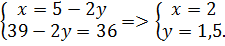 {x = 5 − 2y => {x = 2
{39 − 2y = 36 {y = 1,5.